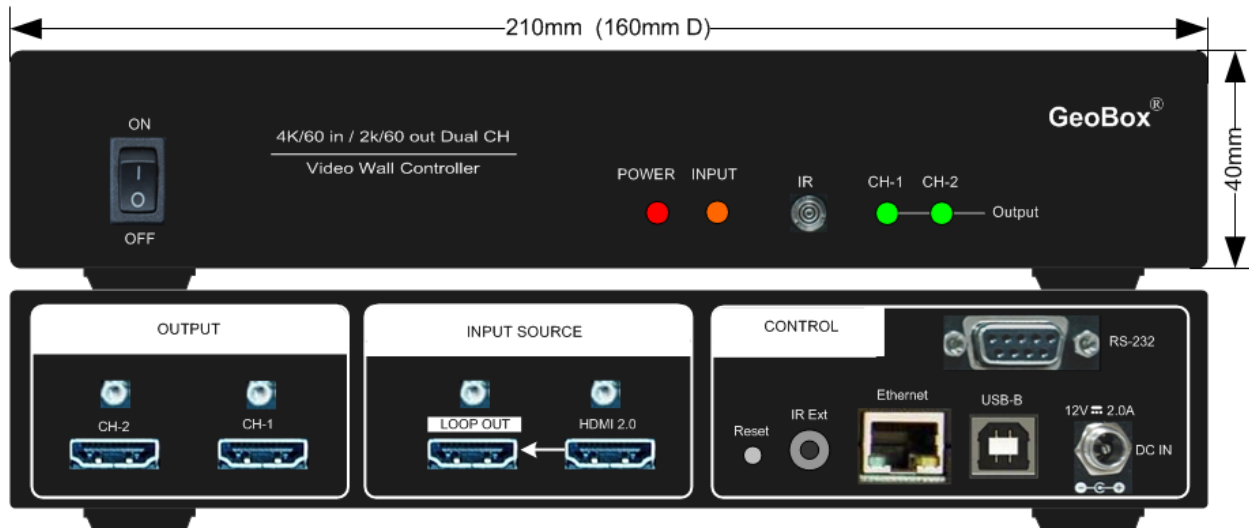 210mm (160mm D)
40mm
GeoBox®
ON
OFF
4K/60 in / 2k/60 out Dual CH
Video Wall Controller
POWER INPUT
IR
CH-1 CH-2
Output
OUTPUT
CH-2
CH-1
INPUT SOURCE
LOOP OUT
HDMI 2.0
CONTROL
RS-232
Reset
IR Ext
Ethernet
USB-B
12V⎓2.0A
DC IN